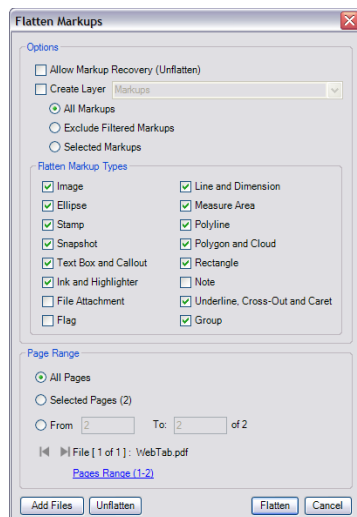 Flatten Markups
Options
Allow Markup Recovery (Unflatten)
Create Layer Markups
All Markups
Exclude Filtered Markups
Selected Markups
Flatten Markup Types
Image Line and Dimension
Ellipse Measure Area
Stamp Polyline
Snapshot Polygon and Cloud
Text Box and Callout Rectangle
Ink and Highlighter Note
File Attachment Underline, Cross-Out and Caret
Flag Group
Page Range
All Pages
Selected Pages (2)
From 2 To: 2 of 2
File [ 1 of 1 ] : WebTab.pdf
Pages Range (1-2)
Add Files Unflatten Flatten Cancel